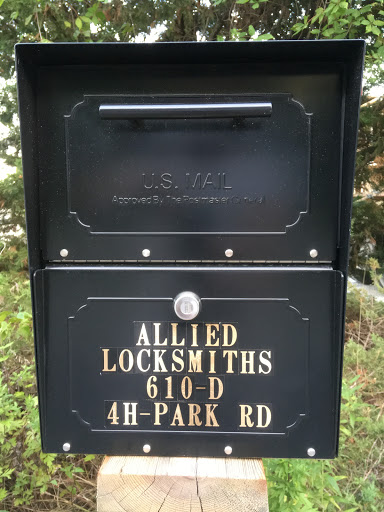 U.S. MAIL
Approved By The Postmaster General
ALLIED
LOCKSMITHS
610-D
4H-PARK RD